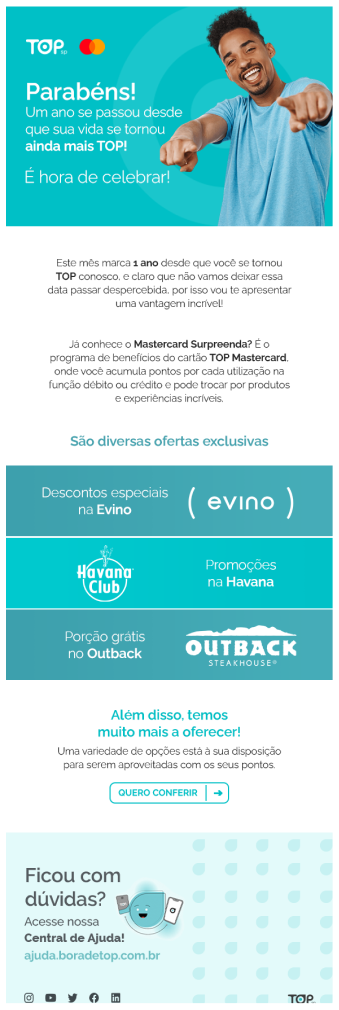 TOP sp
Parabéns!
Um ano se passou desde
que sua vida se tornou
ainda mais TOP!
É hora de celebrar!
Este mês marca 1 ano desde que você se tornou
TOP conosco, e claro que não vamos deixar essa
data passar despercebida, por isso vou te apresentar
uma vantagem incrível!
Já conhece o Mastercard Surpreenda? É o
programa de benefícios do cartão TOP Mastercard,
onde você acumula pontos por cada utilização na
função débito ou crédito e pode trocar por produtos
e experiências incríveis.
São diversas ofertas exclusivas
Descontos especiais
na Evino
( evino )
Havana
Club
Promoções
na Havana
Porção grátis
no Outback
OUTBACK
STEAKHOUSE®
Além disso, temos
muito mais a oferecer!
Uma variedade de opções está à sua disposição
para serem aproveitadas com os seus pontos.
QUERO CONFERIR
Ficou com
dúvidas?
Acesse nossa
Central de Ajuda!
ajuda.boradetop.com.br
TOP